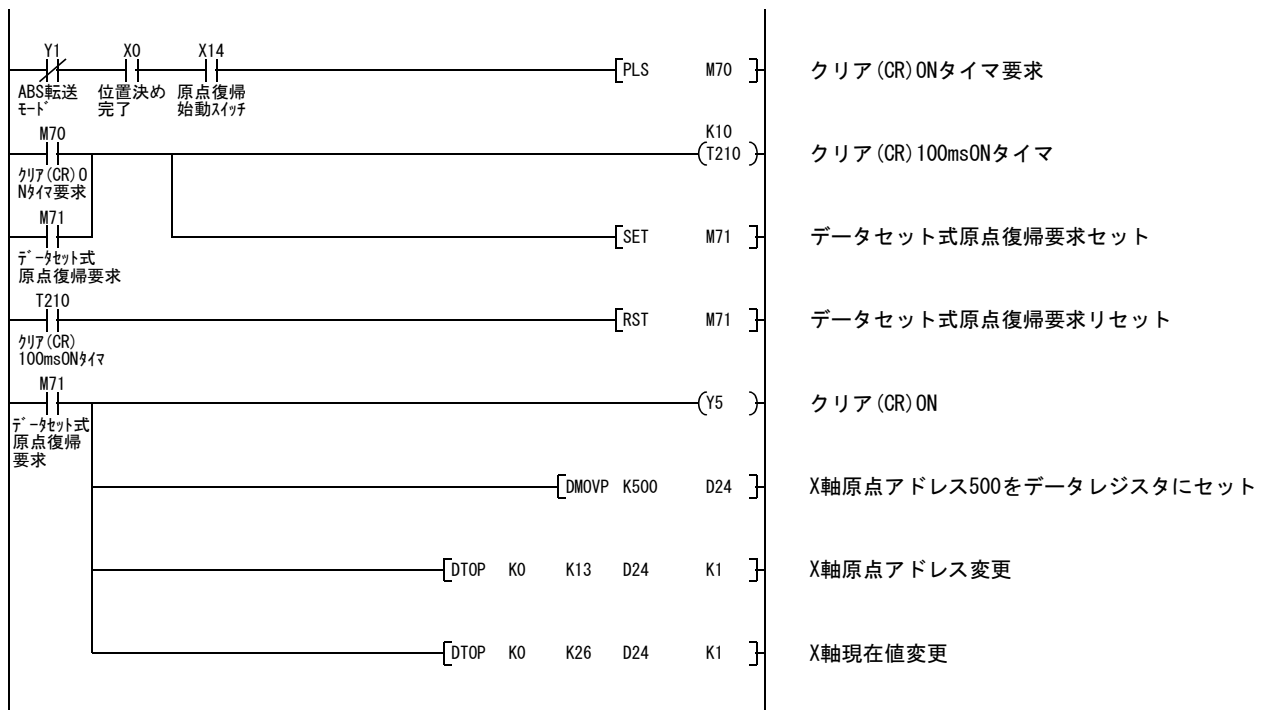 Y1 X0 X14
[PLS M70] クリア(CR)ONタイマ要求
ABS転送 位置決め 原点復帰
モード 完了 始動スイッチ
M70 K10
(T210) クリア(CR)100msONタイマ
クリア(CR)O
Nタイマ要求
M71
[SET M71] データセット式原点復帰要求セット
データセット式
原点復帰要求
T210
[RST M71] データセット式原点復帰要求リセット
クリア(CR)
100msONタイマ
M71
(Y5) クリア(CR)ON
データセット式
原点復帰
要求
[DMOVP K500 D24] X軸原点アドレス500をデータレジスタにセット
[DTOP K0 K13 D24 K1] X軸原点アドレス変更
[DTOP K0 K26 D24 K1] X軸現在値変更